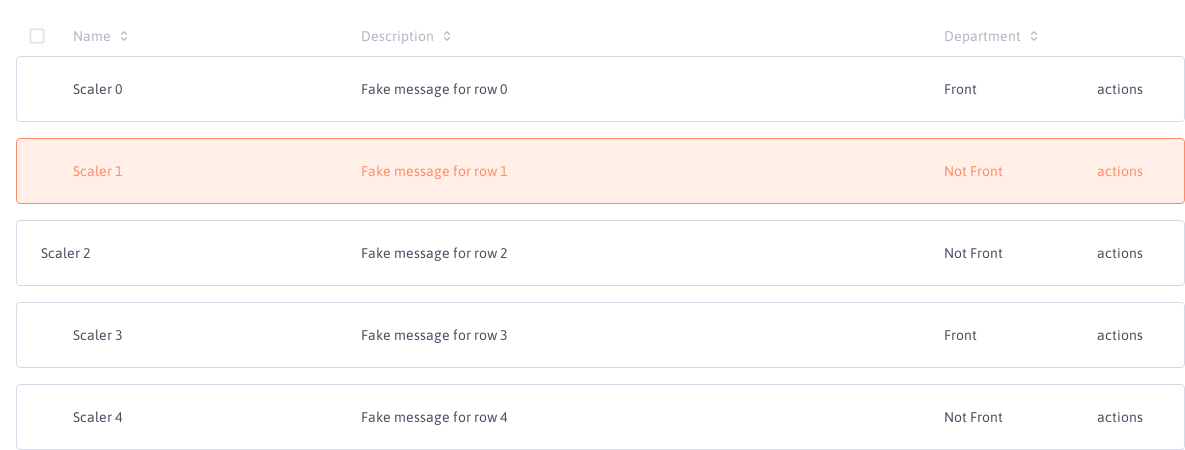 Name Description Department
Scaler 0 Fake message for row 0 Front actions
Scaler 1 Fake message for row 1 Not Front actions
Scaler 2 Fake message for row 2 Not Front actions
Scaler 3 Fake message for row 3 Front actions
Scaler 4 Fake message for row 4 Not Front actions